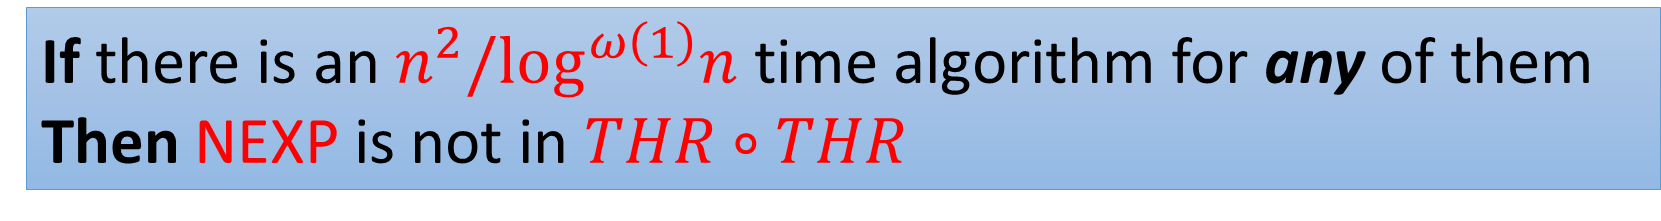 If there is an n²/log^ω(1) n time algorithm for any of them
Then NEXP is not in THR ∘ THR